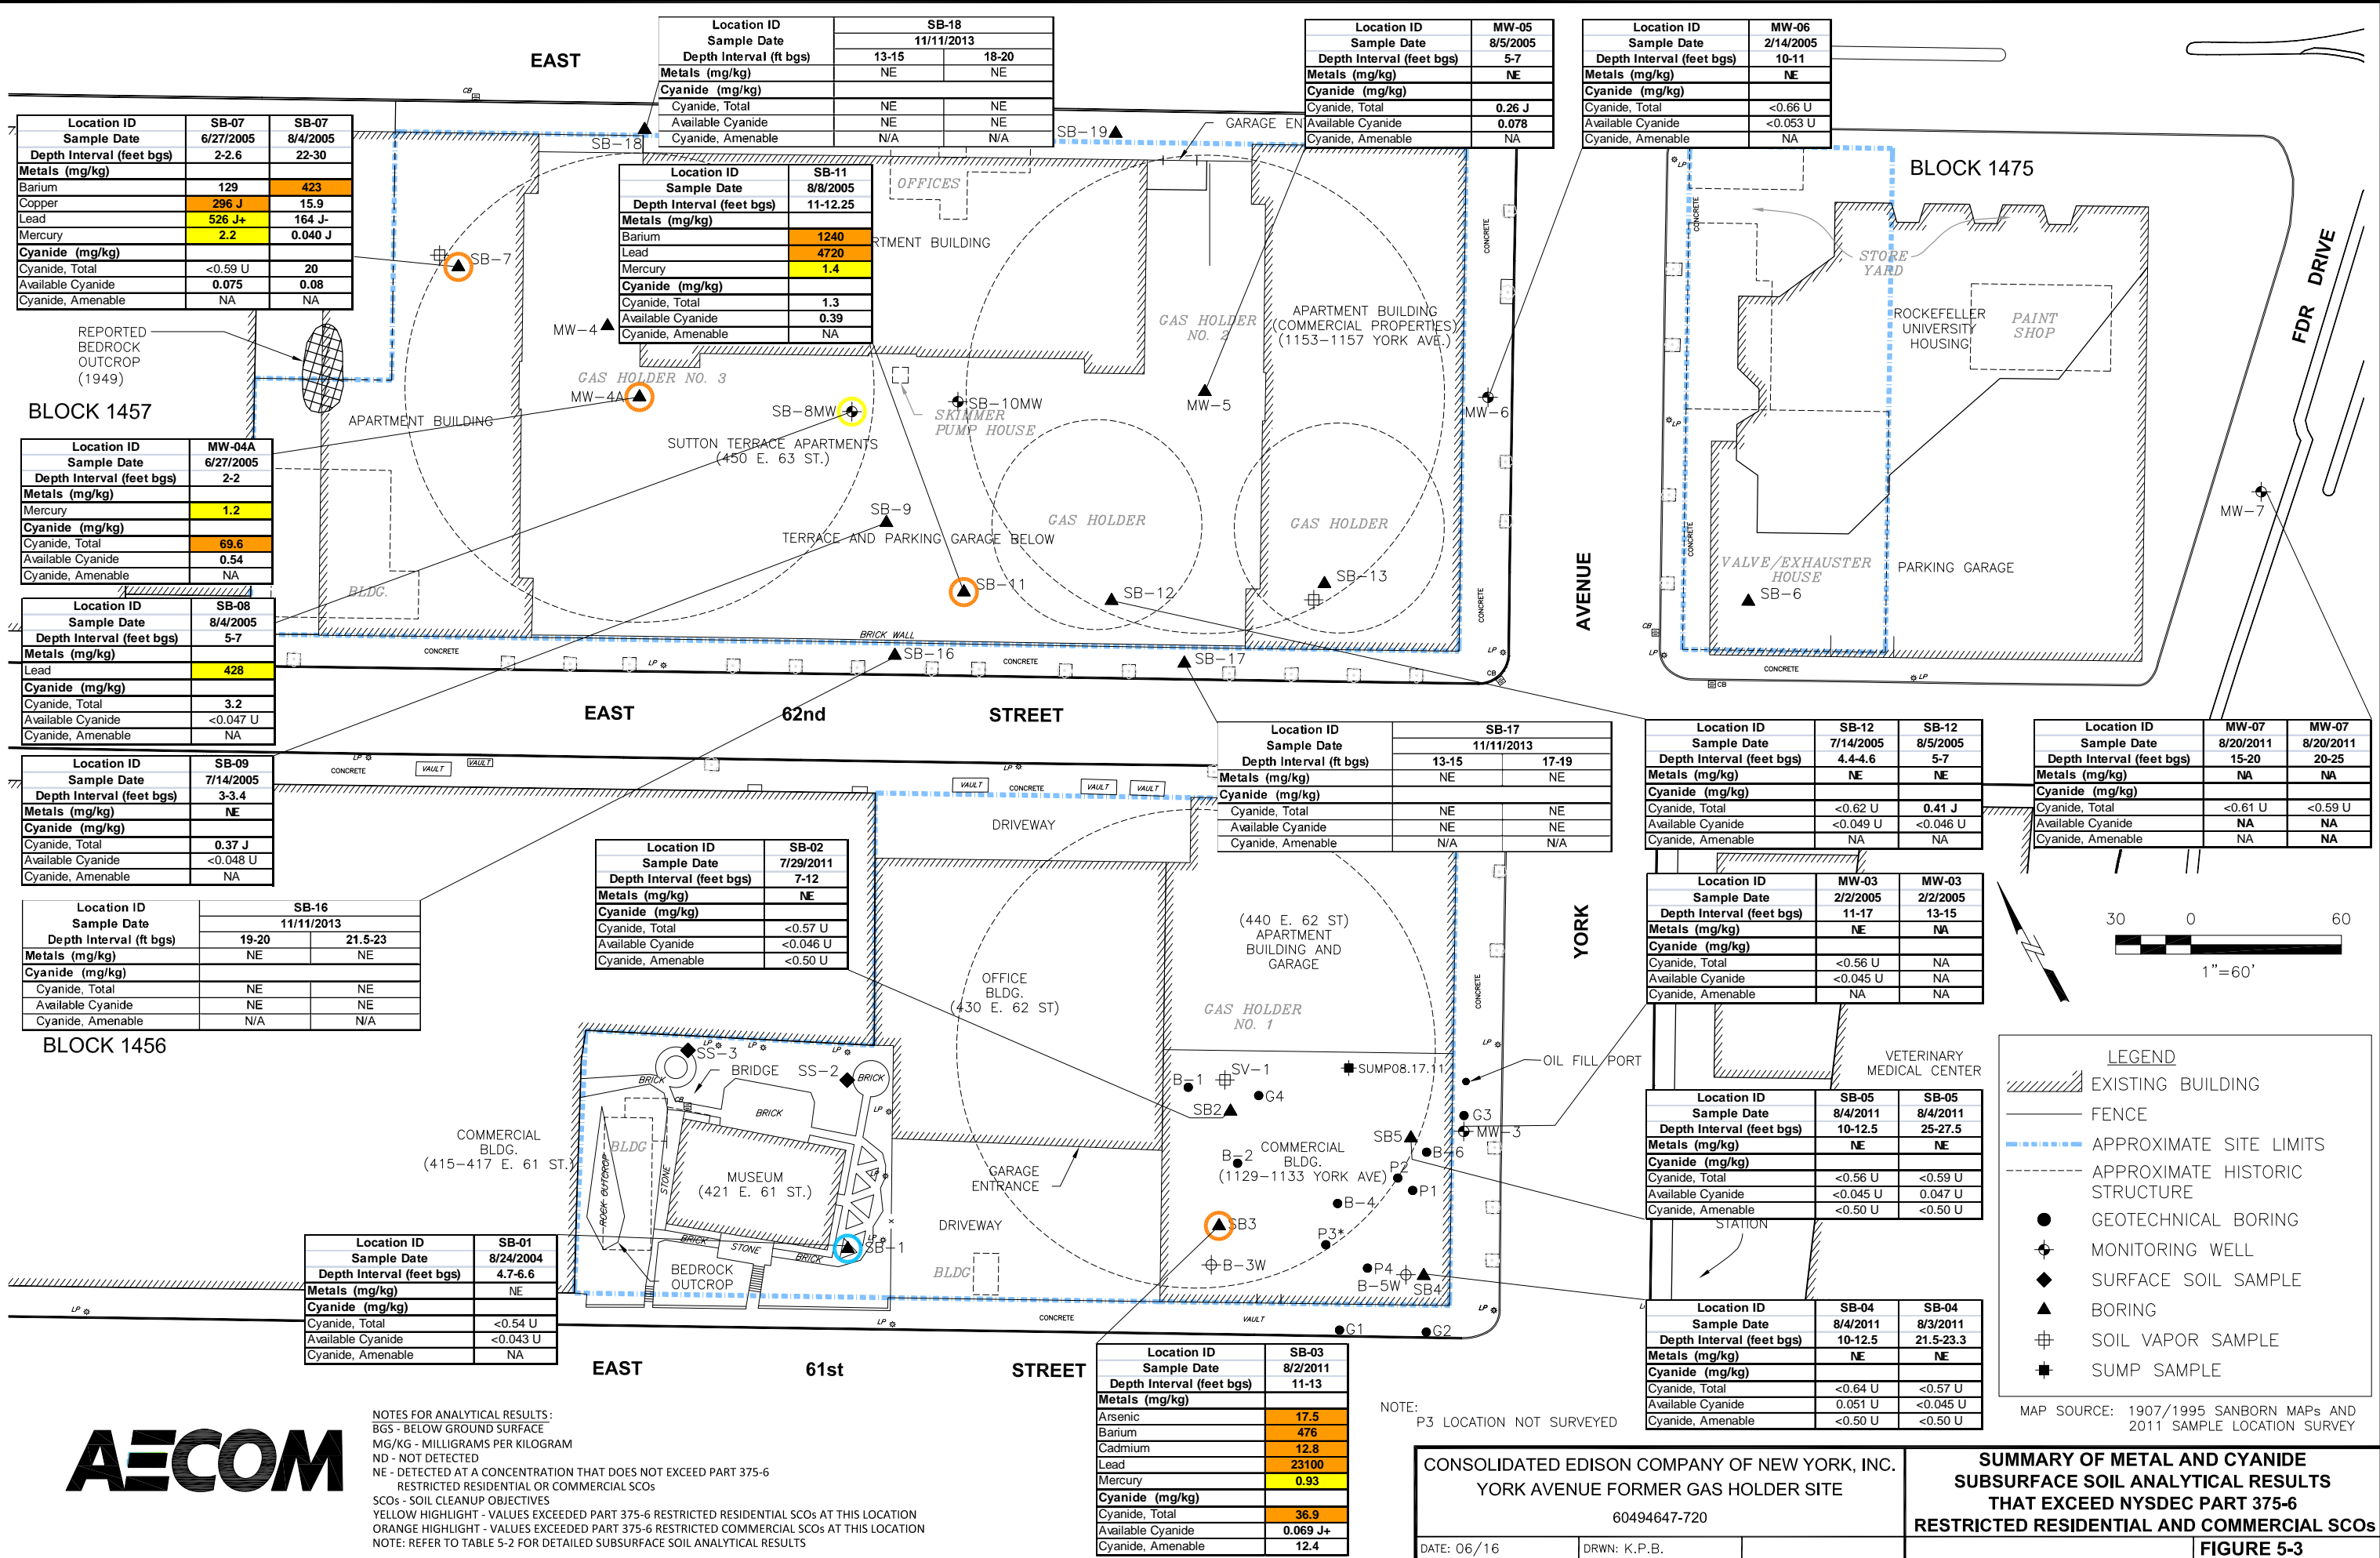 EAST
Location ID SB-18
Sample Date 11/11/2013
Depth Interval (ft bgs) 13-15 18-20
Metals (mg/kg) NE NE
Cyanide (mg/kg)
Cyanide, Total NE NE
Available Cyanide NE NE
Cyanide, Amenable N/A N/A
Location ID MW-05
Sample Date 8/5/2005
Depth Interval (feet bgs) 5-7
Metals (mg/kg) NE
Cyanide (mg/kg)
Cyanide, Total 0.26 J
Available Cyanide 0.078
Cyanide, Amenable NA
Location ID MW-06
Sample Date 2/14/2005
Depth Interval (feet bgs) 10-11
Metals (mg/kg) NE
Cyanide (mg/kg)
Cyanide, Total <0.66 U
Available Cyanide <0.053 U
Cyanide, Amenable NA
CB
Location ID SB-07 SB-07
Sample Date 6/27/2005 8/4/2005
Depth Interval (feet bgs) 2-2.6 22-30
Metals (mg/kg)
Barium 129 423
Copper 296 J 15.9
Lead 526 J+ 164 J-
Mercury 2.2 0.040 J
Cyanide (mg/kg)
Cyanide, Total <0.59 U 20
Available Cyanide 0.075 0.08
Cyanide, Amenable NA NA
SB-18
SB-19
GARAGE EN
OFFICES
Location ID SB-11
Sample Date 8/8/2005
Depth Interval (feet bgs) 11-12.25
Metals (mg/kg)
Barium 1240
Lead 4720
Mercury 1.4
Cyanide (mg/kg)
Cyanide, Total 1.3
Available Cyanide 0.39
Cyanide, Amenable NA
RTMENT BUILDING
BLOCK 1475
LP
CONCRETE
CONCRETE
STORE
YARD
FDR DRIVE
SB-7
REPORTED
BEDROCK
OUTCROP
(1949)
MW-4
GAS HOLDER
NO. 2
APARTMENT BUILDING
(COMMERCIAL PROPERTIES)
(1153-1157 YORK AVE.)
ROCKEFELLER
UNIVERSITY
HOUSING
PAINT
SHOP
BLOCK 1457
GAS HOLDER NO. 3
MW-4A
APARTMENT BUILDING
SB-8MW
SB-10MW
SKIMMER
PUMP HOUSE
MW-5
MW-6
LP
SUTTON TERRACE APARTMENTS
(450 E. 63 ST.)
Location ID MW-04A
Sample Date 6/27/2005
Depth Interval (feet bgs) 2-2
Metals (mg/kg)
Mercury 1.2
Cyanide (mg/kg)
Cyanide, Total 69.6
Available Cyanide 0.54
Cyanide, Amenable NA
SB-9
TERRACE AND PARKING GARAGE BELOW
GAS HOLDER
GAS HOLDER
MW-7
CONCRETE
CONCRETE
BLDG.
SB-11
SB-12
SB-13
AVENUE
VALVE/EXHAUSTER
HOUSE
PARKING GARAGE
SB-6
Location ID SB-08
Sample Date 8/4/2005
Depth Interval (feet bgs) 5-7
Metals (mg/kg)
Lead 428
Cyanide (mg/kg)
Cyanide, Total 3.2
Available Cyanide <0.047 U
Cyanide, Amenable NA
BRICK WALL
CONCRETE
LP
SB-16
CONCRETE
SB-17
LP
CB
CB
LP
CONCRETE
CB
LP
EAST 62nd STREET
Location ID SB-09
Sample Date 7/14/2005
Depth Interval (feet bgs) 3-3.4
Metals (mg/kg) NE
Cyanide (mg/kg)
Cyanide, Total 0.37 J
Available Cyanide <0.048 U
Cyanide, Amenable NA
LP
CONCRETE
VAULT
VAULT
LP
VAULT
CONCRETE
VAULT
VAULT
Location ID SB-17
Sample Date 11/11/2013
Depth Interval (ft bgs) 13-15 17-19
Metals (mg/kg) NE NE
Cyanide (mg/kg)
Cyanide, Total NE NE
Available Cyanide NE NE
Cyanide, Amenable N/A N/A
Location ID SB-12 SB-12
Sample Date 7/14/2005 8/5/2005
Depth Interval (feet bgs) 4.4-4.6 5-7
Metals (mg/kg) NE NE
Cyanide (mg/kg)
Cyanide, Total <0.62 U 0.41 J
Available Cyanide <0.049 U <0.046 U
Cyanide, Amenable NA NA
Location ID MW-07 MW-07
Sample Date 8/20/2011 8/20/2011
Depth Interval (feet bgs) 15-20 20-25
Metals (mg/kg) NA NA
Cyanide (mg/kg)
Cyanide, Total <0.61 U <0.59 U
Available Cyanide NA NA
Cyanide, Amenable NA NA
DRIVEWAY
Location ID SB-02
Sample Date 7/29/2011
Depth Interval (feet bgs) 7-12
Metals (mg/kg) NE
Cyanide (mg/kg)
Cyanide, Total <0.57 U
Available Cyanide <0.046 U
Cyanide, Amenable <0.50 U
Location ID SB-16
Sample Date 11/11/2013
Depth Interval (ft bgs) 19-20 21.5-23
Metals (mg/kg) NE NE
Cyanide (mg/kg)
Cyanide, Total NE NE
Available Cyanide NE NE
Cyanide, Amenable N/A N/A
BLOCK 1456
(440 E. 62 ST)
APARTMENT
BUILDING AND
GARAGE
OFFICE
BLDG.
(430 E. 62 ST)
GAS HOLDER
NO. 1
YORK
CONCRETE
LP
Location ID MW-03 MW-03
Sample Date 2/2/2005 2/2/2005
Depth Interval (feet bgs) 11-17 13-15
Metals (mg/kg) NE NA
Cyanide (mg/kg)
Cyanide, Total <0.56 U NA
Available Cyanide <0.045 U NA
Cyanide, Amenable NA NA
30 0 60
1"=60'
N
LP
LP
LP
SS-3
BRIDGE
SS-2
BRICK
BRICK
CB
BRICK
LP
BLDG
ROCK OUTCROP
STONE
MUSEUM
(421 E. 61 ST.)
LP
COMMERCIAL
BLDG.
(415-417 E. 61 ST.)
B-1
SV-1
G4
SB2
SUMP08.17.11
OIL FILL PORT
G3
MW-3
SB5
B-6
B-2
COMMERCIAL
BLDG.
(1129-1133 YORK AVE)
P2
P1
B-4
SB3
P3*
B-3W
P4
B-5W
SB4
GARAGE
ENTRANCE
DRIVEWAY
BLDG
VETERINARY
MEDICAL CENTER
Location ID SB-05 SB-05
Sample Date 8/4/2011 8/4/2011
Depth Interval (feet bgs) 10-12.5 25-27.5
Metals (mg/kg) NE NE
Cyanide (mg/kg)
Cyanide, Total <0.56 U <0.59 U
Available Cyanide <0.045 U 0.047 U
Cyanide, Amenable <0.50 U <0.50 U
STATION
LEGEND
EXISTING BUILDING
FENCE
APPROXIMATE SITE LIMITS
APPROXIMATE HISTORIC
STRUCTURE
GEOTECHNICAL BORING
MONITORING WELL
SURFACE SOIL SAMPLE
BORING
SOIL VAPOR SAMPLE
SUMP SAMPLE
MAP SOURCE: 1907/1995 SANBORN MAPs AND
2011 SAMPLE LOCATION SURVEY
Location ID SB-01
Sample Date 8/24/2004
Depth Interval (feet bgs) 4.7-6.6
Metals (mg/kg) NE
Cyanide (mg/kg)
Cyanide, Total <0.54 U
Available Cyanide <0.043 U
Cyanide, Amenable NA
LP
SB-1
BRICK
STONE
BRICK
BEDROCK
OUTCROP
LP
LP
CONCRETE
VAULT
G1
G2
LP
Location ID SB-04 SB-04
Sample Date 8/4/2011 8/3/2011
Depth Interval (feet bgs) 10-12.5 21.5-23.3
Metals (mg/kg) NE NE
Cyanide (mg/kg)
Cyanide, Total <0.64 U <0.57 U
Available Cyanide 0.051 U <0.045 U
Cyanide, Amenable <0.50 U <0.50 U
EAST 61st STREET
Location ID SB-03
Sample Date 8/2/2011
Depth Interval (feet bgs) 11-13
Metals (mg/kg)
Arsenic 17.5
Barium 476
Cadmium 12.8
Lead 23100
Mercury 0.93
Cyanide (mg/kg)
Cyanide, Total 36.9
Available Cyanide 0.069 J+
Cyanide, Amenable 12.4
NOTE:
P3 LOCATION NOT SURVEYED
AECOM
NOTES FOR ANALYTICAL RESULTS:
BGS - BELOW GROUND SURFACE
MG/KG - MILLIGRAMS PER KILOGRAM
ND - NOT DETECTED
NE - DETECTED AT A CONCENTRATION THAT DOES NOT EXCEED PART 375-6
RESTRICTED RESIDENTIAL OR COMMERCIAL SCOs
SCOs - SOIL CLEANUP OBJECTIVES
YELLOW HIGHLIGHT - VALUES EXCEEDED PART 375-6 RESTRICTED RESIDENTIAL SCOs AT THIS LOCATION
ORANGE HIGHLIGHT - VALUES EXCEEDED PART 375-6 RESTRICTED COMMERCIAL SCOs AT THIS LOCATION
NOTE: REFER TO TABLE 5-2 FOR DETAILED SUBSURFACE SOIL ANALYTICAL RESULTS
CONSOLIDATED EDISON COMPANY OF NEW YORK, INC.
YORK AVENUE FORMER GAS HOLDER SITE
60494647-720
DATE: 06/16 DRWN: K.P.B.
SUMMARY OF METAL AND CYANIDE
SUBSURFACE SOIL ANALYTICAL RESULTS
THAT EXCEED NYSDEC PART 375-6
RESTRICTED RESIDENTIAL AND COMMERCIAL SCOs
FIGURE 5-3